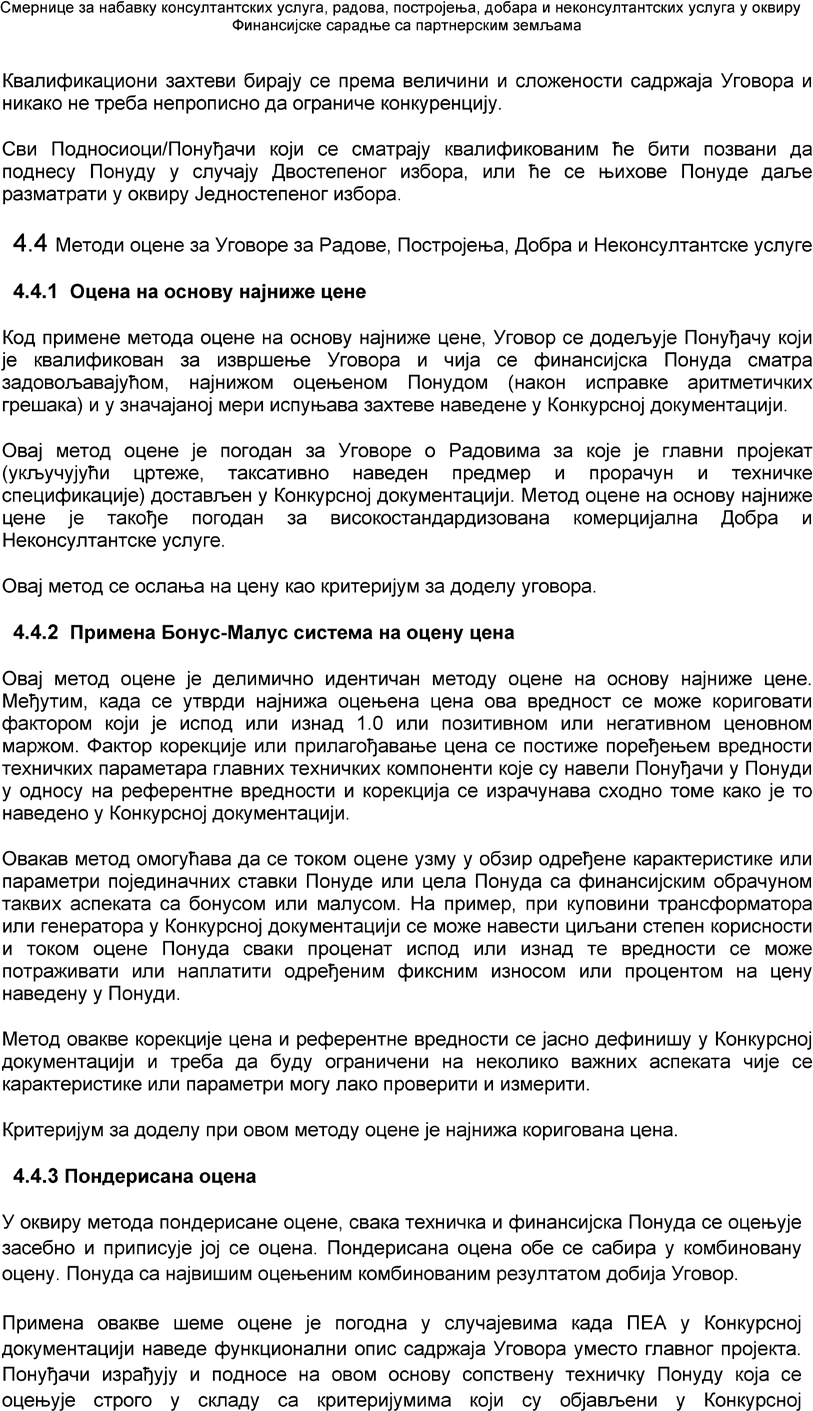 Смернице за набавку консултантских услуга, радова, постројења, добара и неконсултантских услуга у оквиру
Финансијске сарадње са партнерским земљама
Квалификациони захтеви бирају се према величини и сложености садржаја Уговора и
никако не треба непрописно да ограниче конкуренцију.
Сви Подносиоци/Понуђачи који се сматрају квалификованим ће бити позвани да
поднесу Понуду у случају Двостепеног избора, или ће се њихове Понуде даље
разматрати у оквиру Једностепеног избора.
4.4 Методи оцене за Уговоре за Радове, Постројења, Добра и Неконсултантске услуге
4.4.1 Оцена на основу најниже цене
Код примене метода оцене на основу најниже цене, Уговор се додељује Понуђачу који
је квалификован за извршење Уговора и чија се финансијска Понуда сматра
задовољавајућом, најнижом оцењеном Понудом (након исправке аритметичких
грешака) и у значајаној мери испуњава захтеве наведене у Конкурсној документацији.
Овај метод оцене је погодан за Уговоре о Радовима за које је главни пројекат
(укључујући цртеже, таксативно наведен предмер и прорачун и техничке
спецификације) достављен у Конкурсној документацији. Метод оцене на основу најниже
цене је такође погодан за високостандардизована комерцијална Добра и
Неконсултантске услуге.
Овај метод се ослања на цену као критеријум за доделу уговора.
4.4.2 Примена Бонус-Малус система на оцену цена
Овај метод оцене је делимично идентичан методу оцене на основу најниже цене.
Међутим, када се утврди најнижа оцењена цена ова вредност се може кориговати
фактором који је испод или изнад 1.0 или позитивном или негативном ценовном
маржом. Фактор корекције или прилагођавање цена се постиже поређењем вредности
техничких параметара главних техничких компоненти које су навели Понуђачи у Понуди
у односу на референтне вредности и корекција се израчунава сходно томе како је то
наведено у Конкурсној документацији.
Овакав метод омогућава да се током оцене узму у обзир одређене карактеристике или
параметри појединачних ставки Понуде или цела Понуда са финансијским обрачуном
таквих аспеката са бонусом или малусом. На пример, при куповини трансформатора
или генератора у Конкурсној документацији се може навести циљани степен корисности
и током оцене Понуда сваки проценат испод или изнад те вредности се може
потраживати или наплатити одређеним фиксним износом или процентом на цену
наведену у Понуди.
Метод овакве корекције цена и референтне вредности се јасно дефинишу у Конкурсној
документацији и треба да буду ограничени на неколико важних аспеката чије се
карактеристике или параметри могу лако проверити и измерити.
Критеријум за доделу при овом методу оцене је најнижа коригована цена.
4.4.3 Пондерисана оцена
У оквиру метода пондерисане оцене, свака техничка и финансијска Понуда се оцењује
засебно и приписује јој се оцена. Пондерисана оцена обе се сабира у комбиновану
оцену. Понуда са највишим оцењеним комбинованим резултатом добија Уговор.
Примена овакве шеме оцене је погодна у случајевима када ПЕА у Конкурсној
документацији наведе функционални опис садржаја Уговора уместо главног пројекта.
Понуђачи израђују и подносе на овом основу сопствену техничку Понуду која се
оцењује строго у складу са критеријумима који су објављени у Конкурсној